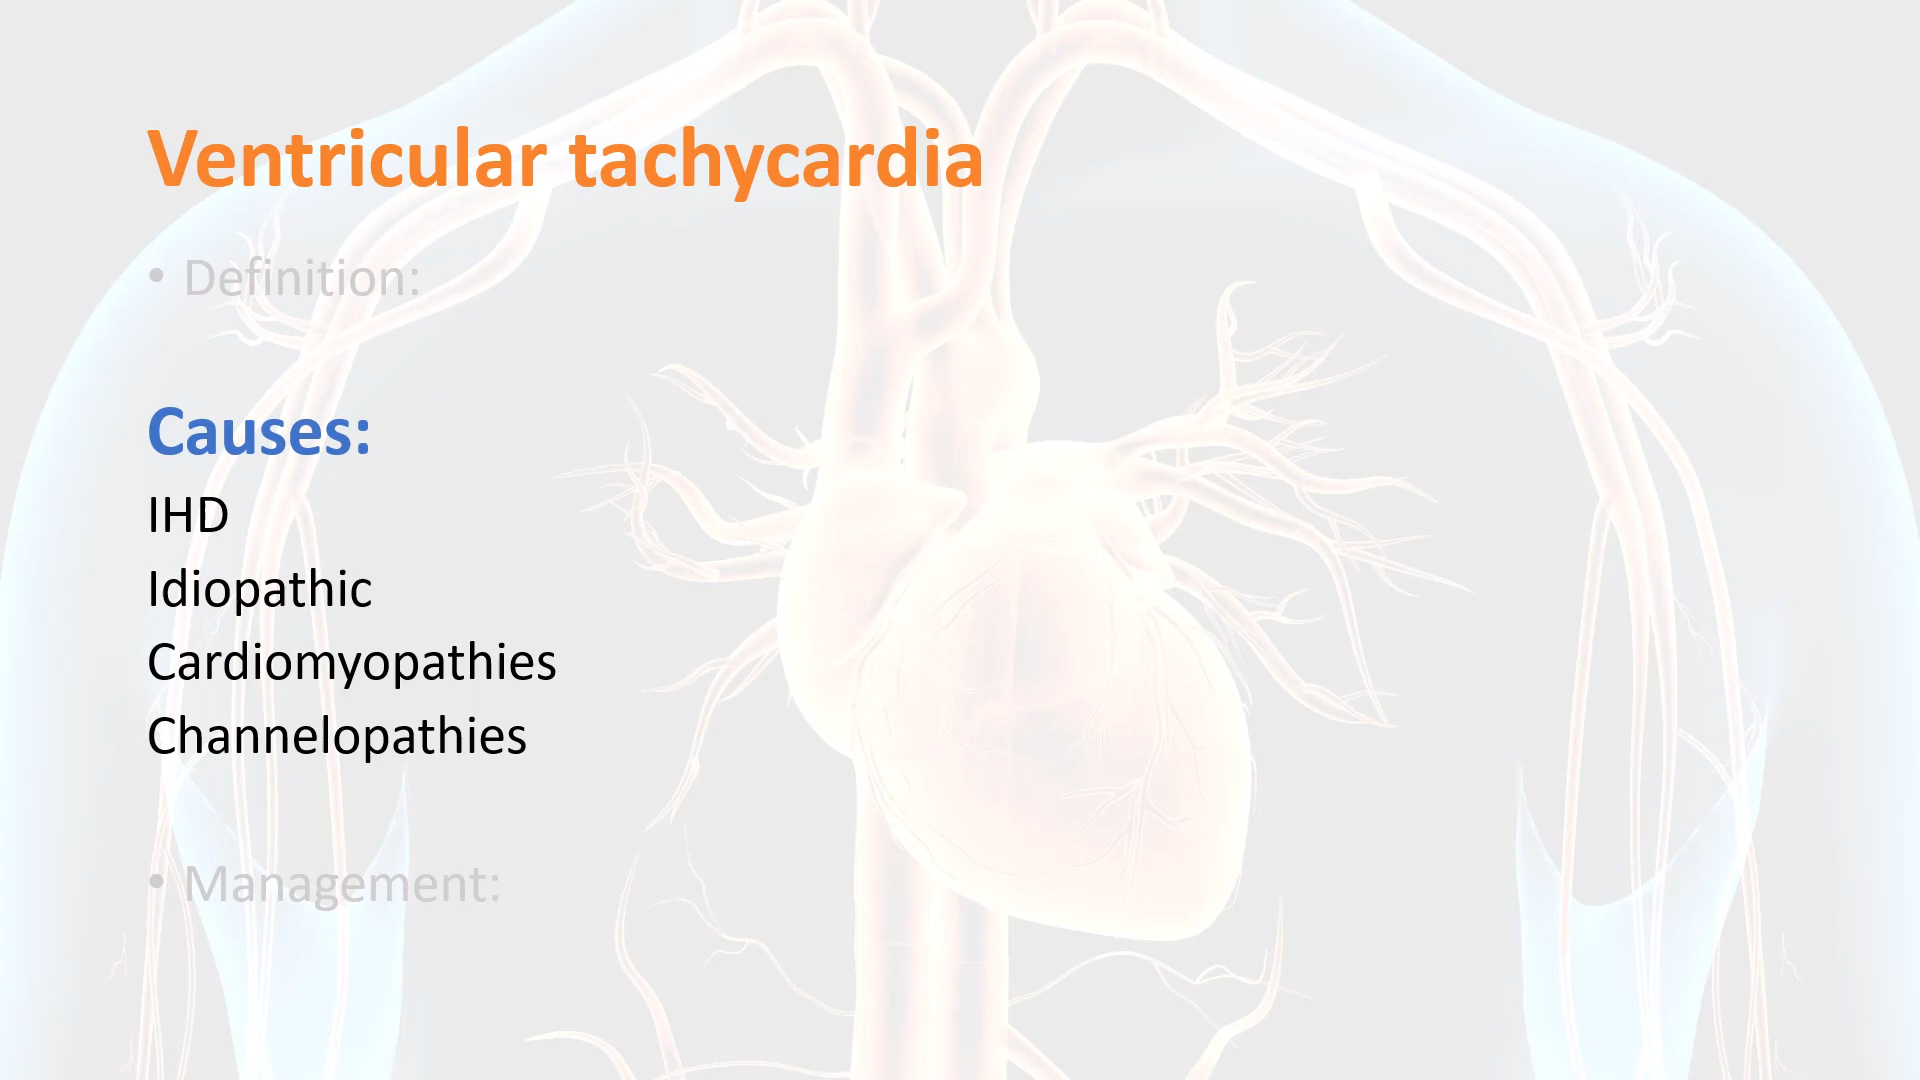 Ventricular tachycardia
• Definition:
Causes:
IHD
Idiopathic
Cardiomyopathies
Channelopathies
• Management: